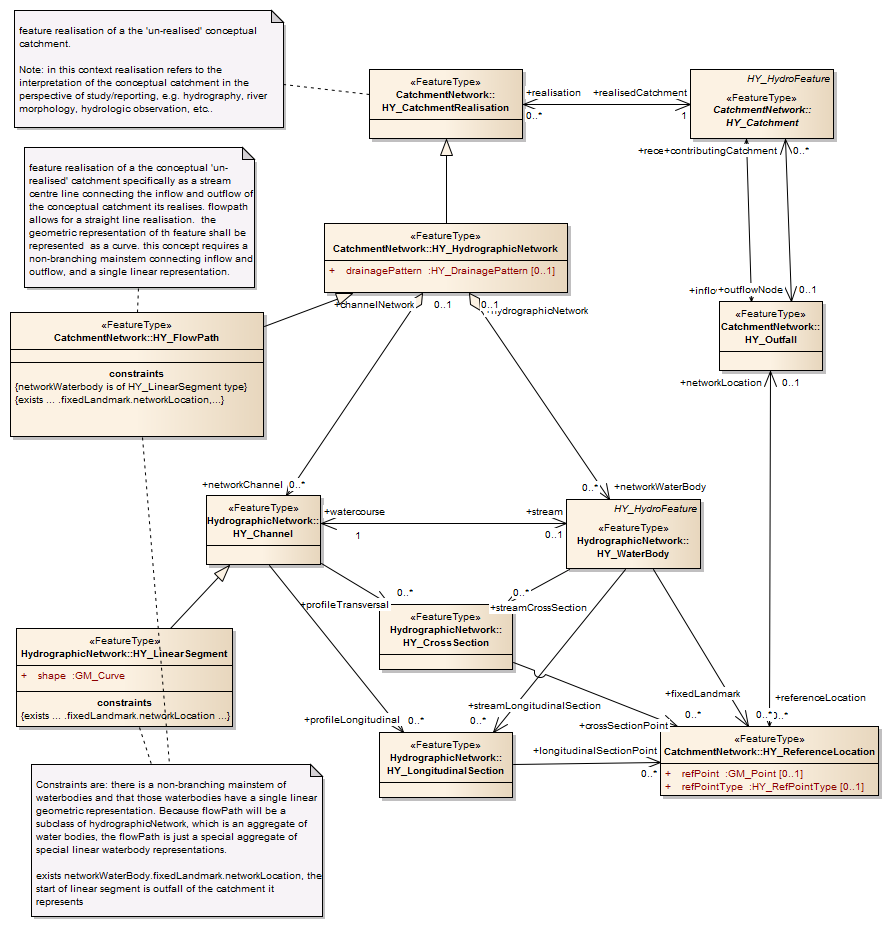 feature realisation of a the 'un-realised' conceptual
catchment.
Note: in this context realisation refers to the
interpretation of the conceptual catchment in the
perspective of study/reporting, e.g. hydrography, river
morphology, hydrologic observation, etc..
«FeatureType»
CatchmentNetwork::
HY_CatchmentRealisation
+realisation
0..*
+realisedCatchment
1
HY_HydroFeature
«FeatureType»
CatchmentNetwork::
HY_Catchment
feature realisation of a the conceptual 'un-
realised' catchment specifically as a stream
centre line connecting the inflow and outflow of
the conceptual catchment its realises. flowpath
allows for a straight line realisation.  the
geometric representation of th feature shall be
represented  as a curve. this concept requires a
non-branching mainstem connecting inflow and
outflow, and a single linear representation.
+rece+contributingCatchment
0..*
«FeatureType»
CatchmentNetwork::HY_HydrographicNetwork
+ drainagePattern :HY_DrainagePattern [0..1]
+inflo+outflowNode
0..1
+channelNetwork
0..1
0..1
hydrographicNetwork
«FeatureType»
CatchmentNetwork::
HY_Outfall
«FeatureType»
CatchmentNetwork::HY_FlowPath
constraints
{networkWaterbody is of HY_LinearSegment type}
{exists ... .fixedLandmark.networkLocation,...}
+networkLocation
0..1
+networkChannel
0..*
0..*
+networkWaterBody
«FeatureType»
HydrographicNetwork::
HY_Channel
+watercourse
1
+stream
0..1
HY_HydroFeature
«FeatureType»
HydrographicNetwork::
HY_WaterBody
0..*
+profileTransversal
0..*
+streamCrossSection
«FeatureType»
HydrographicNetwork::
HY_CrossSection
«FeatureType»
HydrographicNetwork::HY_LinearSegment
+ shape :GM_Curve
constraints
{exists ... .fixedLandmark.networkLocation ...}
+fixedLandmark
0..*
+referenceLocation
0..*
0..*
+streamLongitudinalSection
0..*
+profileLongitudinal
0..*
+crossSectionPoint
«FeatureType»
HydrographicNetwork::
HY_LongitudinalSection
+longitudinalSectionPoint
0..*
«FeatureType»
CatchmentNetwork::HY_ReferenceLocation
+ refPoint :GM_Point [0..1]
+ refPointType :HY_RefPointType [0..1]
Constraints are: there is a non-branching mainstem of
waterbodies and that those waterbodies have a single linear
geometric representation. Because flowPath will be a
subclass of hydrographicNetwork, which is an aggregate of
water bodies, the flowPath is just a special aggregate of
special linear waterbody representations.
exists networkWaterBody.fixedLandmark.networkLocation, the
start of linear segment is outfall of the catchment it
represents